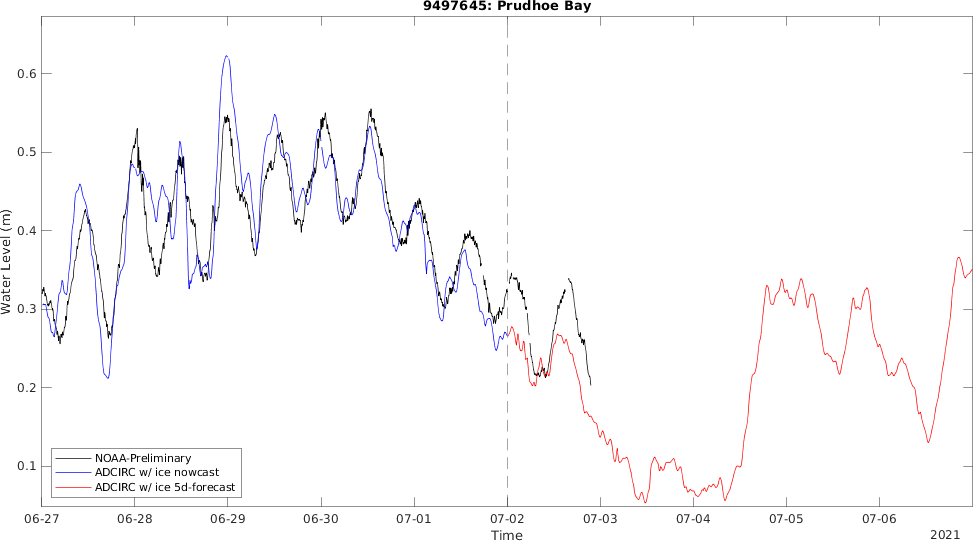 9497645: Prudhoe Bay
Water Level (m)
0.6
0.5
0.4
0.3
0.2
0.1
NOAA-Preliminary
ADCIRC w/ ice nowcast
ADCIRC w/ ice 5d-forecast
06-27 06-28 06-29 06-30 07-01 07-02 07-03 07-04 07-05 07-06
Time
2021